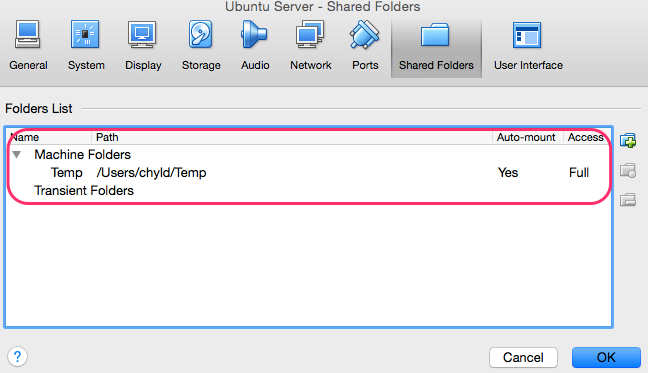 Ubuntu Server - Shared Folders
General System Display Storage Audio Network Ports Shared Folders User Interface
Folders List
Name Path Auto-mount Access
Machine Folders
Temp /Users/chyld/Temp Yes Full
Transient Folders
? Cancel OK